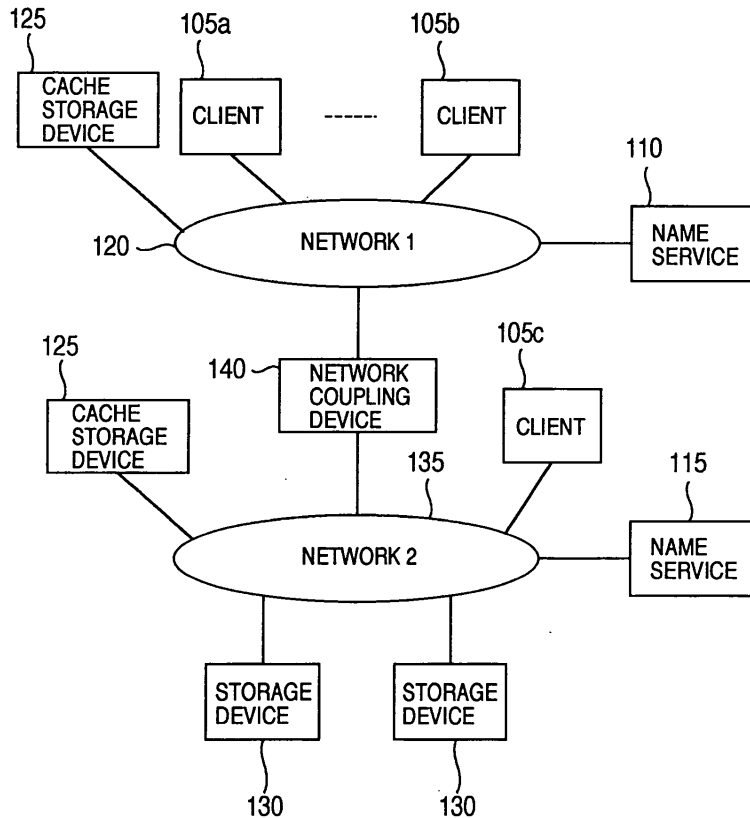 125
105a
105b
CACHE
STORAGE
DEVICE
CLIENT
CLIENT
110
NAME
SERVICE
NETWORK 1
120
125
140
NETWORK
COUPLING
DEVICE
105c
CACHE
STORAGE
DEVICE
CLIENT
135
115
NETWORK 2
NAME
SERVICE
STORAGE
DEVICE
STORAGE
DEVICE
130
130